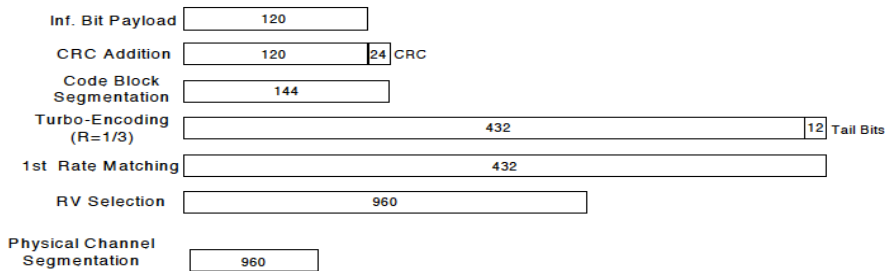 Inf. Bit Payload 120
CRC Addition 120 24 CRC
Code Block
Segmentation 144
Turbo-Encoding
(R=1/3) 432 12 Tail Bits
1st Rate Matching 432
RV Selection 960
Physical Channel
Segmentation 960